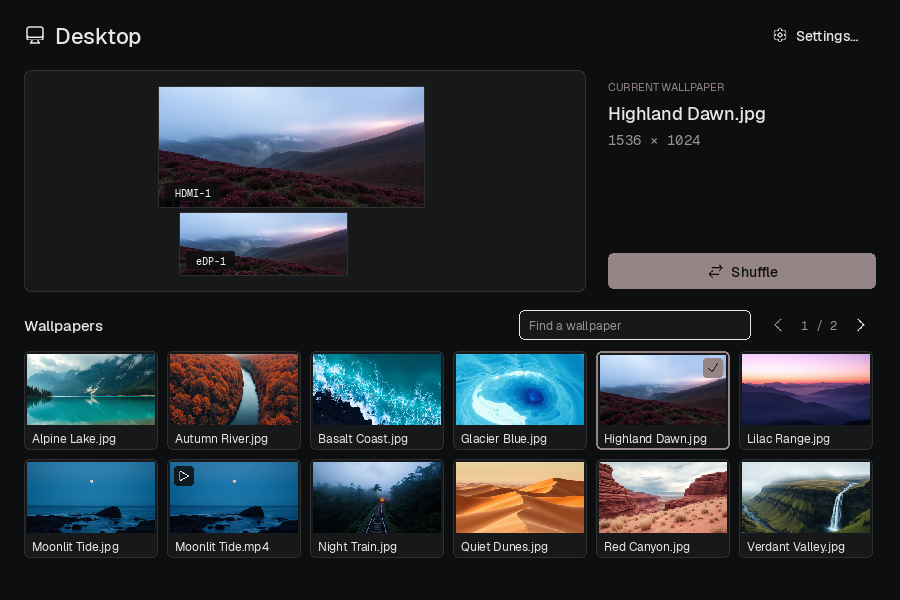 Desktop
Settings...
HDMI-1
eDP-1
CURRENT WALLPAPER
Highland Dawn.jpg
1536 × 1024
Shuffle
Wallpapers
Find a wallpaper
1 / 2
Alpine Lake.jpg
Autumn River.jpg
Basalt Coast.jpg
Glacier Blue.jpg
Highland Dawn.jpg
Lilac Range.jpg
Moonlit Tide.jpg
Moonlit Tide.mp4
Night Train.jpg
Quiet Dunes.jpg
Red Canyon.jpg
Verdant Valley.jpg